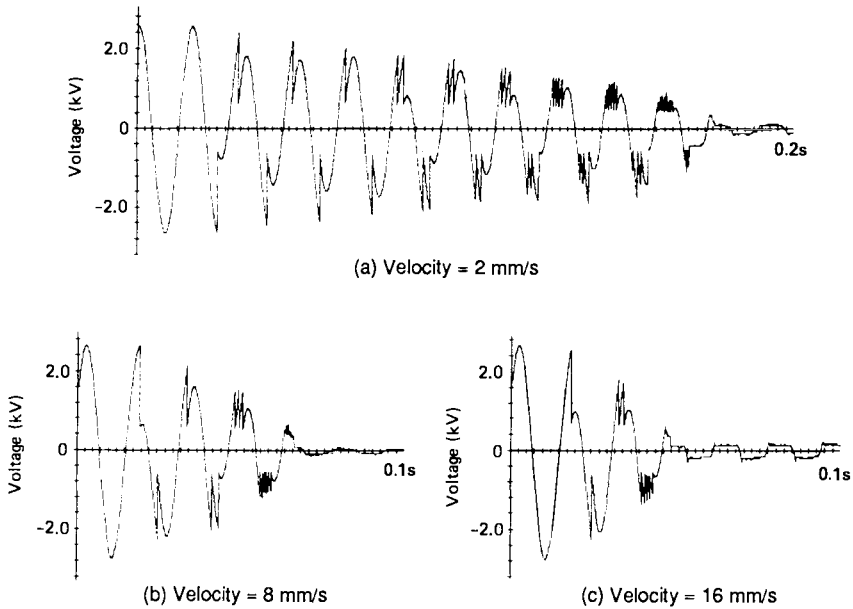 Voltage (kV)
2.0
0
−2.0
0.2s
(a) Velocity = 2 mm/s
Voltage (kV)
2.0
0
−2.0
0.1s
(b) Velocity = 8 mm/s
Voltage (kV)
2.0
0
−2.0
0.1s
(c) Velocity = 16 mm/s